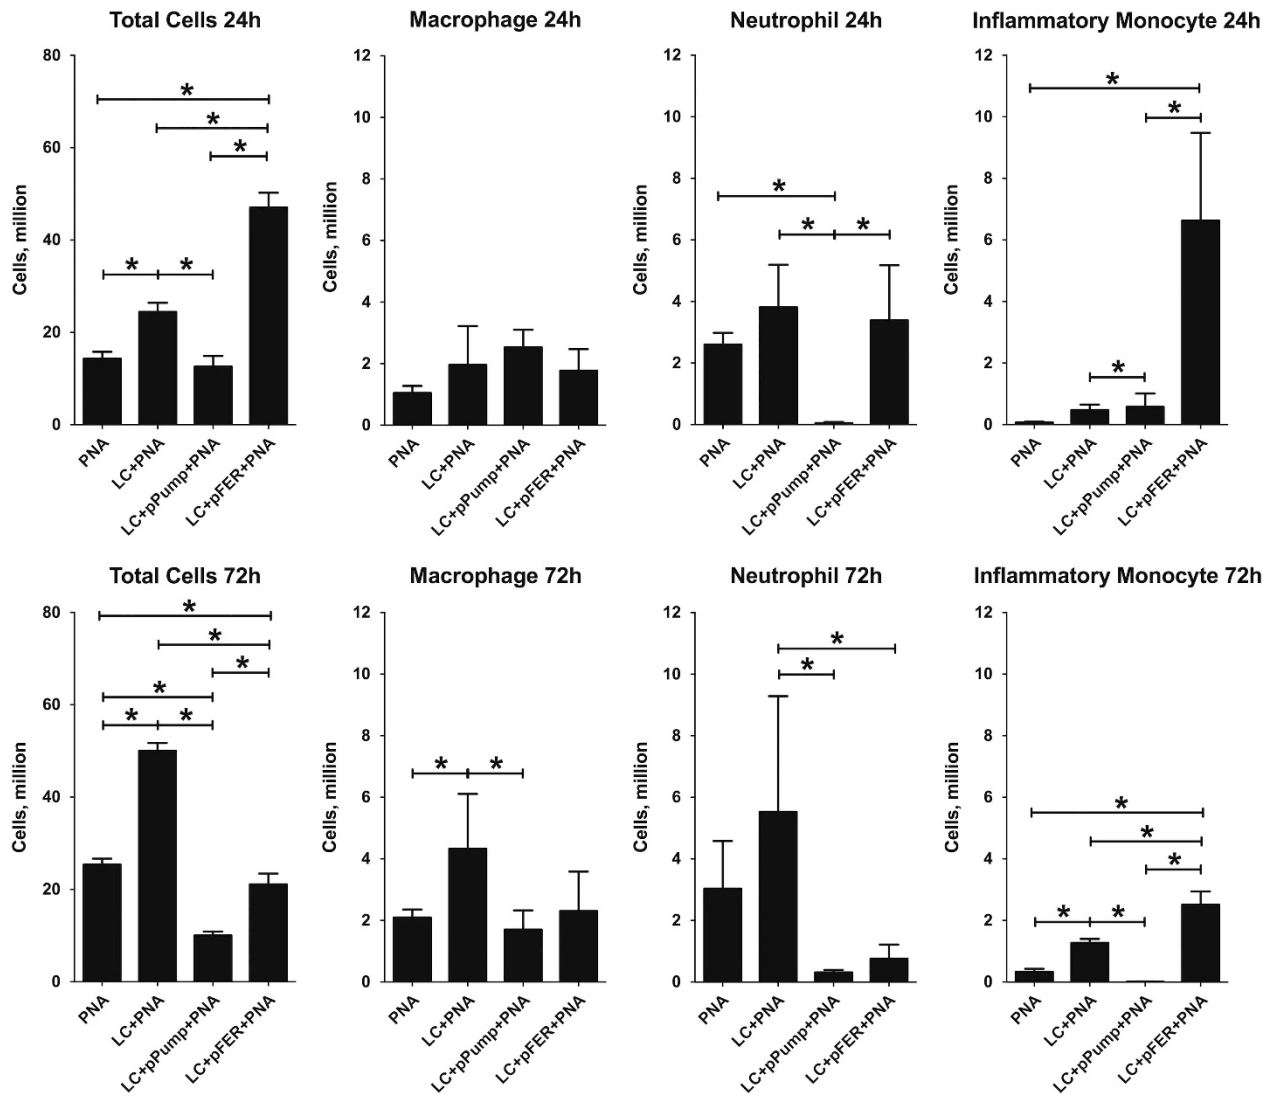 Total Cells 24h
Macrophage 24h
Neutrophil 24h
Inflammatory Monocyte 24h
Cells, million
80
60
40
20
0
*
*
*
*
*
PNA
LC+PNA
LC+pPump+PNA
LC+pFER+PNA
Cells, million
12
10
8
6
4
2
0
PNA
LC+PNA
LC+pPump+PNA
LC+pFER+PNA
Cells, million
12
10
8
6
4
2
0
*
*
*
PNA
LC+PNA
LC+pPump+PNA
LC+pFER+PNA
Cells, million
12
10
8
6
4
2
0
*
*
*
PNA
LC+PNA
LC+pPump+PNA
LC+pFER+PNA
Total Cells 72h
Macrophage 72h
Neutrophil 72h
Inflammatory Monocyte 72h
Cells, million
80
60
40
20
0
*
*
*
*
*
*
PNA
LC+PNA
LC+pPump+PNA
LC+pFER+PNA
Cells, million
12
10
8
6
4
2
0
*
*
PNA
LC+PNA
LC+pPump+PNA
LC+pFER+PNA
Cells, million
12
10
8
6
4
2
0
*
*
PNA
LC+PNA
LC+pPump+PNA
LC+pFER+PNA
Cells, million
12
10
8
6
4
2
0
*
*
*
*
*
PNA
LC+PNA
LC+pPump+PNA
LC+pFER+PNA